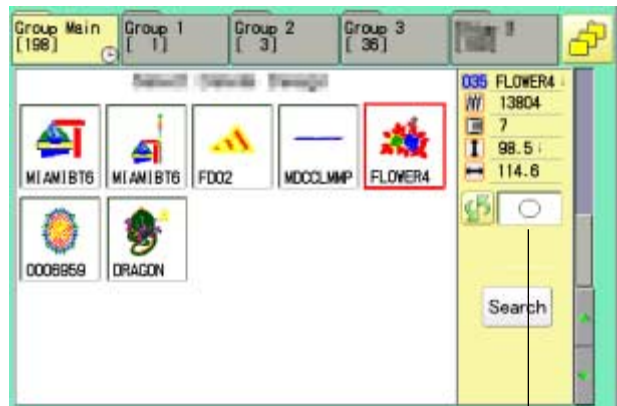 Group Main
[198]
Group 1
[ 1]
Group 2
[ 3]
Group 3
[ 36]
035 FLOWER4
13804
7
98.5
114.6
MIAMIBT6
MIAMIBT6
FD02
MDCCLMMP
FLOWER4
0006959
DRAGON
Search